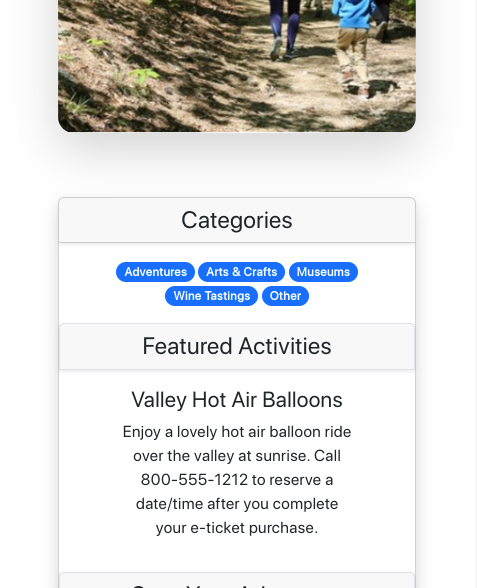 Categories
Adventures Arts & Crafts Museums
Wine Tastings Other
Featured Activities
Valley Hot Air Balloons
Enjoy a lovely hot air balloon ride
over the valley at sunrise. Call
800-555-1212 to reserve a
date/time after you complete
your e-ticket purchase.